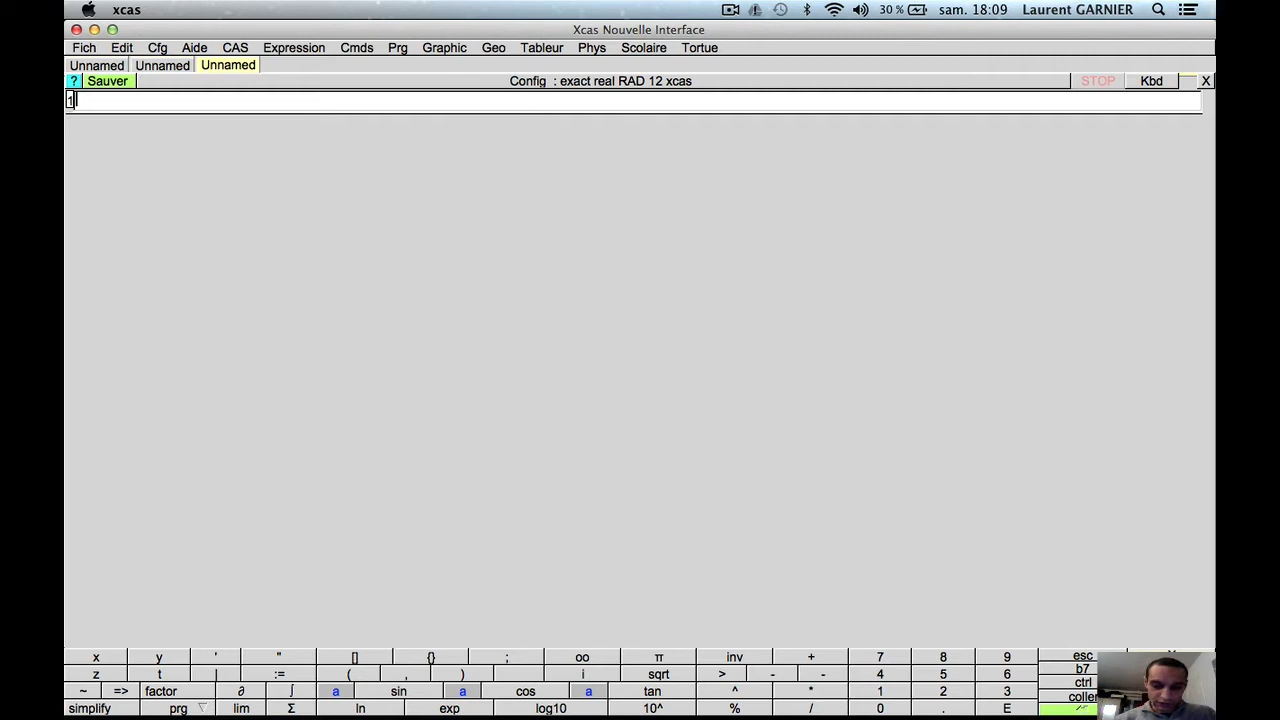 xcas 30 % sam. 18:09 Laurent GARNIER
Xcas Nouvelle Interface
Fich Edit Cfg Aide CAS Expression Cmds Prg Graphic Geo Tableur Phys Scolaire Tortue
Unnamed Unnamed Unnamed
? Sauver Config : exact real RAD 12 xcas STOP Kbd X
1
x y ' " [] {} ; oo π inv + 7 8 9 esc
z t | := ( , ) i sqrt > - - 4 5 6 b7
~ => factor ∂ ∫ a sin a cos a tan ^ * 1 2 3 ctrl
coller
simplify prg lim Σ ln exp log10 10^ % / 0 . E